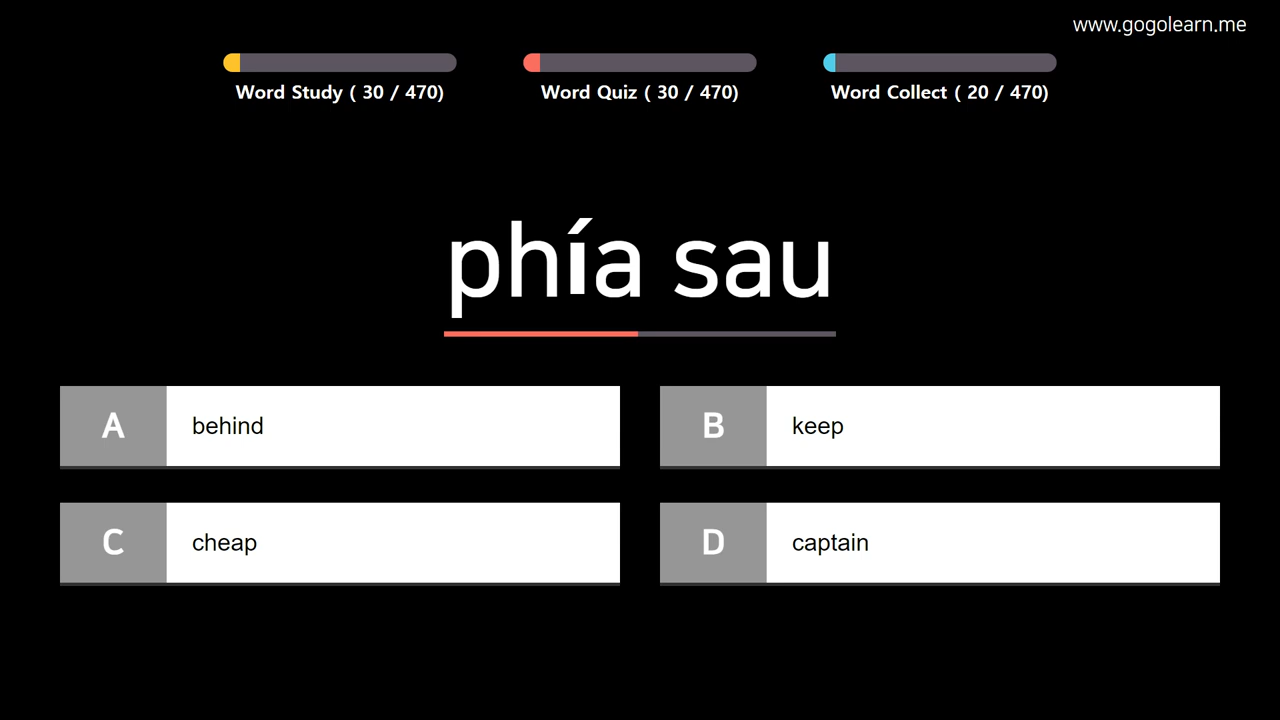 www.gogolearn.me
Word Study ( 30 / 470)
Word Quiz ( 30 / 470)
Word Collect ( 20 / 470)
phía sau
A behind
B keep
C cheap
D captain